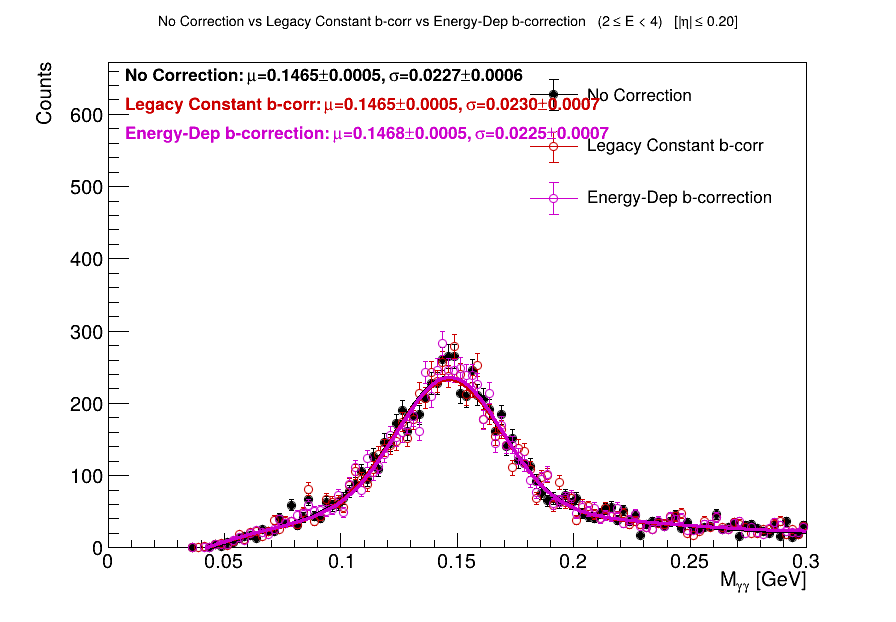 No Correction vs Legacy Constant b-corr vs Energy-Dep b-correction (2 ≤ E < 4) [|η| ≤ 0.20]
Counts
No Correction: μ=0.1465±0.0005, σ=0.0227±0.0006
Legacy Constant b-corr: μ=0.1465±0.0005, σ=0.0230±0.0007
Energy-Dep b-correction: μ=0.1468±0.0005, σ=0.0225±0.0007
No Correction
Legacy Constant b-corr
Energy-Dep b-correction
600
500
400
300
200
100
0
0 0.05 0.1 0.15 0.2 0.25 0.3
Mγγ [GeV]